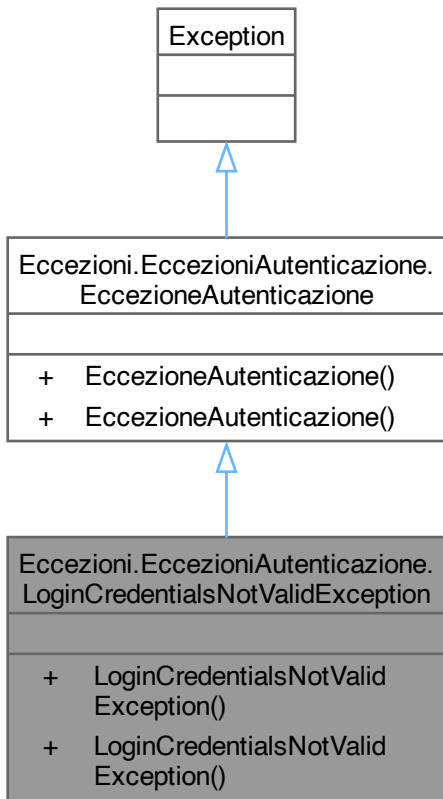 Exception
Eccezioni.EccezioniAutenticazione.
EccezioneAutenticazione
+ EccezioneAutenticazione()
+ EccezioneAutenticazione()
Eccezioni.EccezioniAutenticazione.
LoginCredentialsNotValidException
+ LoginCredentialsNotValid
Exception()
+ LoginCredentialsNotValid
Exception()